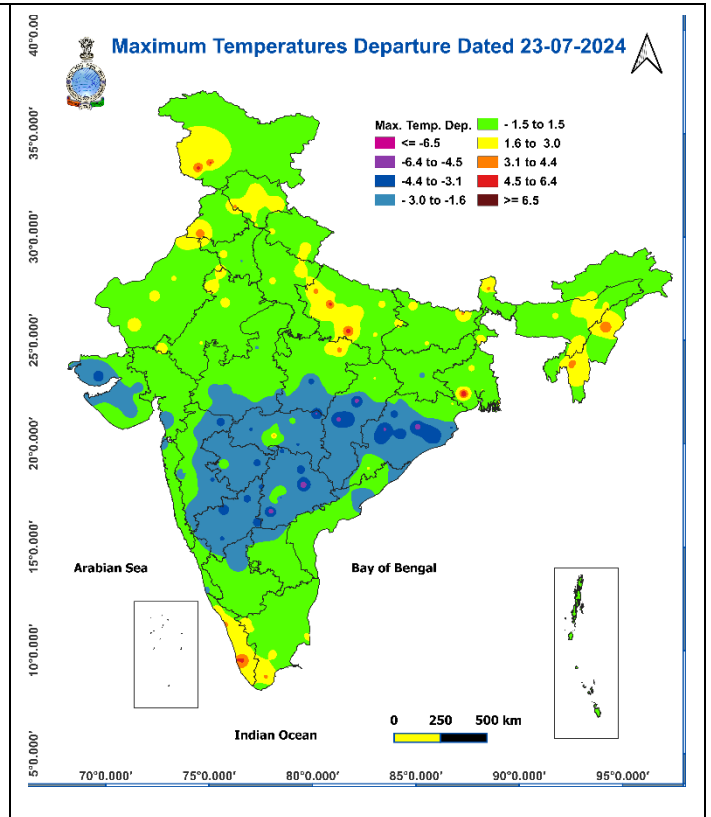 Maximum Temperatures Departure Dated 23-07-2024
Max. Temp. Dep.
<= -6.5
-6.4 to -4.5
-4.4 to -3.1
- 3.0 to -1.6
- 1.5 to 1.5
1.6 to 3.0
3.1 to 4.4
4.5 to 6.4
>= 6.5
40°0.00
35°0.000'
30°0.000'
25°0.000'
20°0.000'
15°0.000'
10°0.000'
5°0.000'
Arabian Sea
Bay of Bengal
Indian Ocean
0 250 500 km
70°0.000' 75°0.000' 80°0.000' 85°0.000' 90°0.000' 95°0.000'